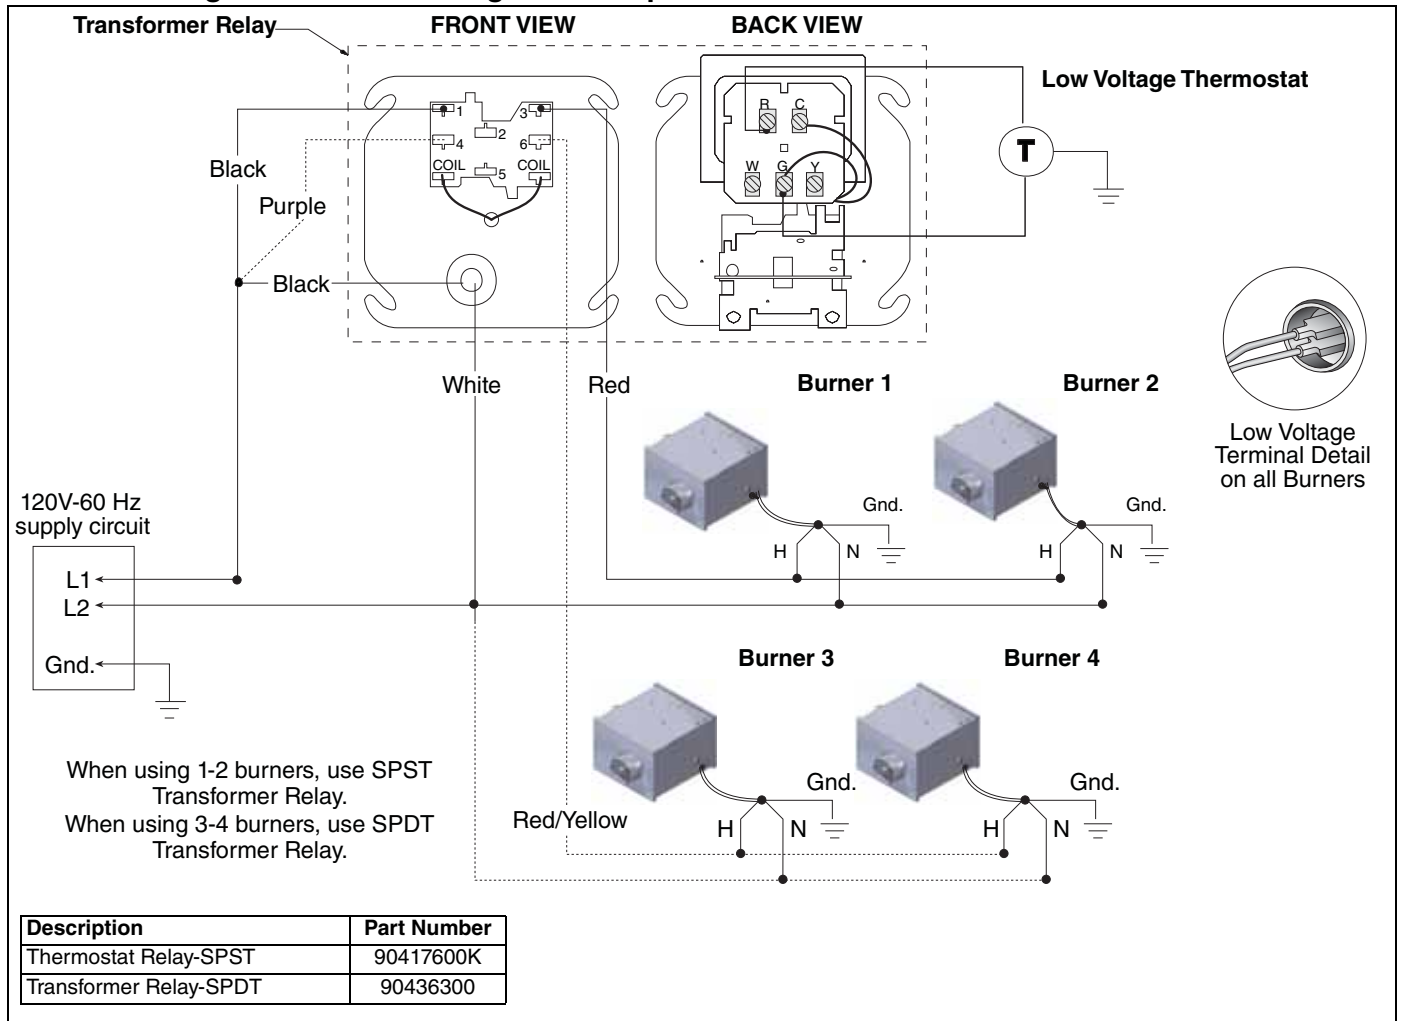 Transformer Relay
FRONT VIEW
BACK VIEW
Low Voltage Thermostat
1
3
2
4
6
COIL
5
COIL
R
C
W
G
Y
T
Black
Purple
Black
White
Red
Burner 1
Burner 2
Low Voltage
Terminal Detail
on all Burners
120V-60 Hz
supply circuit
L1
L2
Gnd.
Gnd.
H
N
Gnd.
H
N
Burner 3
Burner 4
When using 1-2 burners, use SPST
Transformer Relay.
When using 3-4 burners, use SPDT
Transformer Relay.
Red/Yellow
Gnd.
H
N
Gnd.
H
N
Description Part Number
Thermostat Relay-SPST 90417600K
Transformer Relay-SPDT 90436300